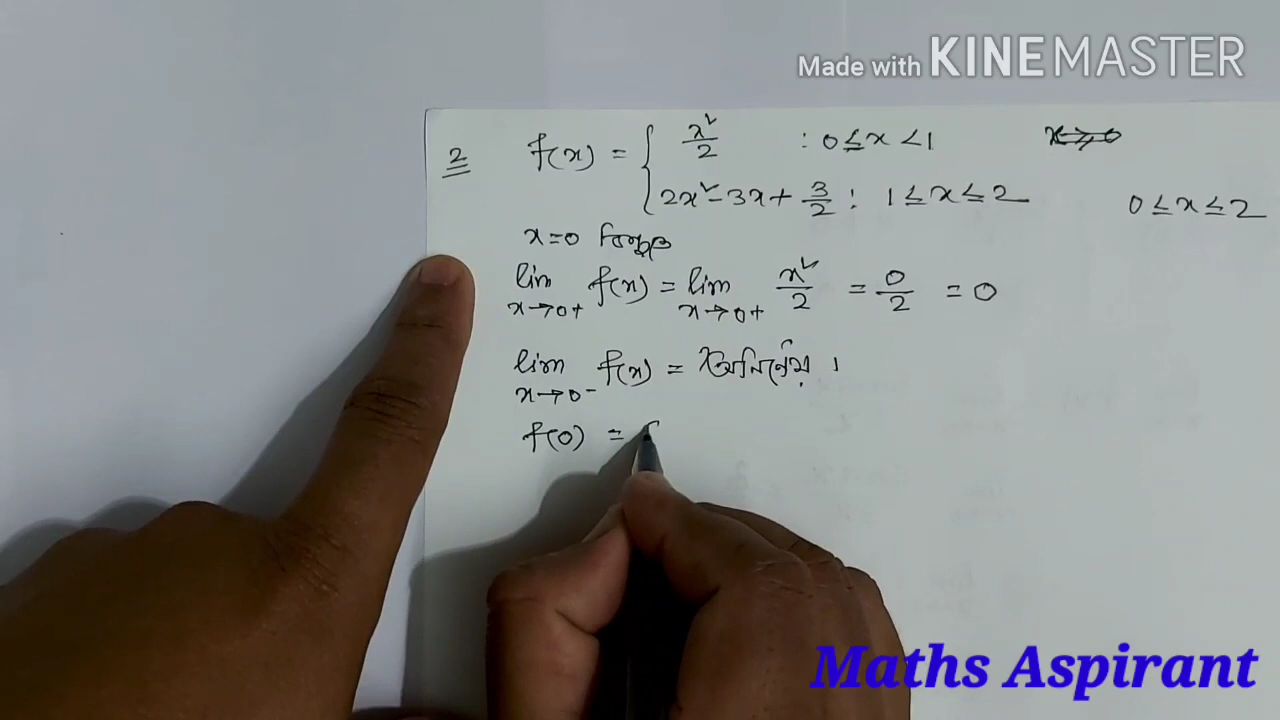 Made with KINEMASTER
2 f(x) = { x²/2 : 0 ≤ x < 1
2x² - 3x + 3/2 : 1 ≤ x ≤ 2 0 ≤ x ≤ 2
x=0 বিন্দুতে
lim x→0+ f(x) = lim x→0+ x²/2 = 0/2 = 0
lim x→0- f(x) = অনির্ণেয় ।
f(0) =
Maths Aspirant